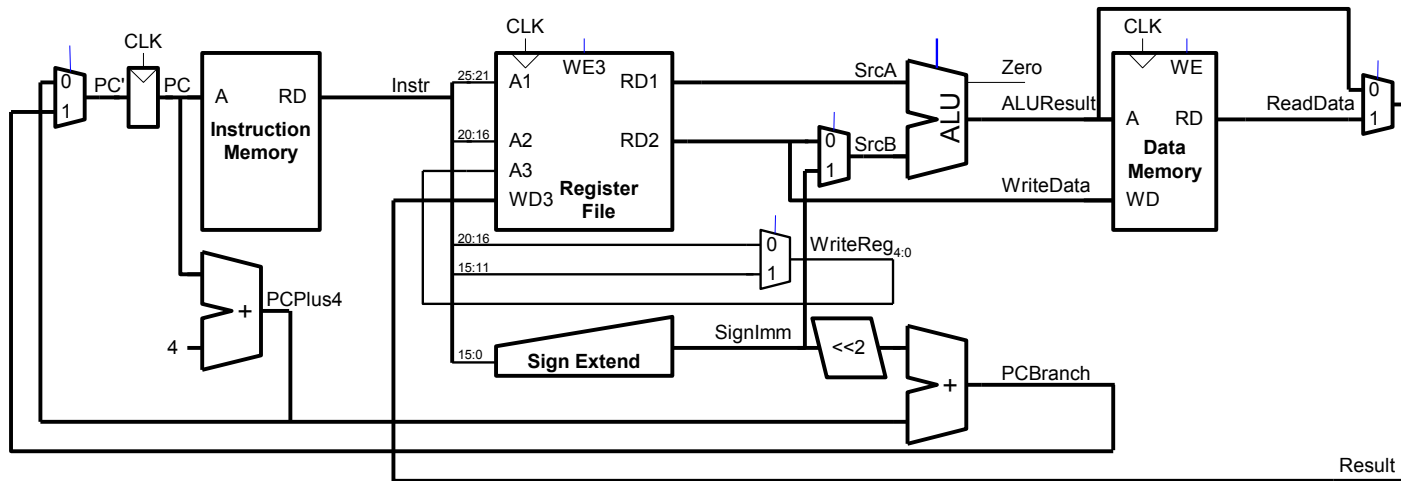 CLK
CLK
CLK
0
1
PC'
PC
A
RD
Instruction
Memory
Instr
25:21
20:16
A1
A2
A3
WD3
WE3
RD1
RD2
Register
File
SrcA
0
1
SrcB
ALU
Zero
ALUResult
WriteData
WE
A
RD
Data
Memory
WD
ReadData
0
1
20:16
15:11
0
1
WriteReg4:0
4
+
PCPlus4
15:0
Sign Extend
SignImm
<<2
+
PCBranch
Result